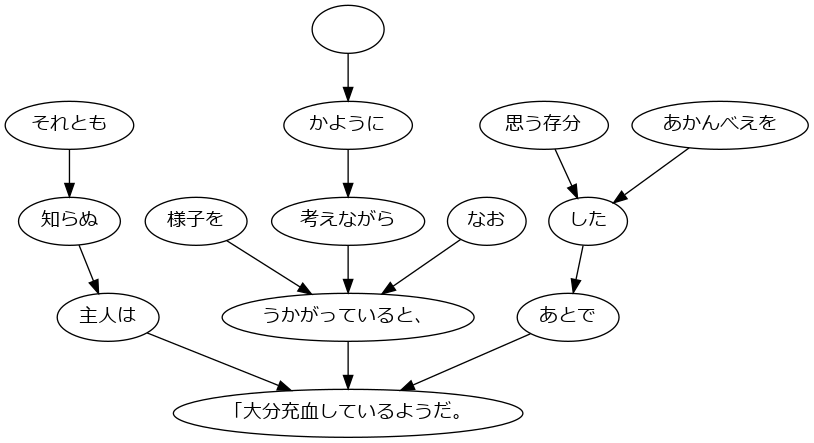 それとも
かように
思う存分
あかんべえを
知らぬ
様子を
考えながら
なお
した
主人は
うかがっていると、
あとで
「大分充血しているようだ。